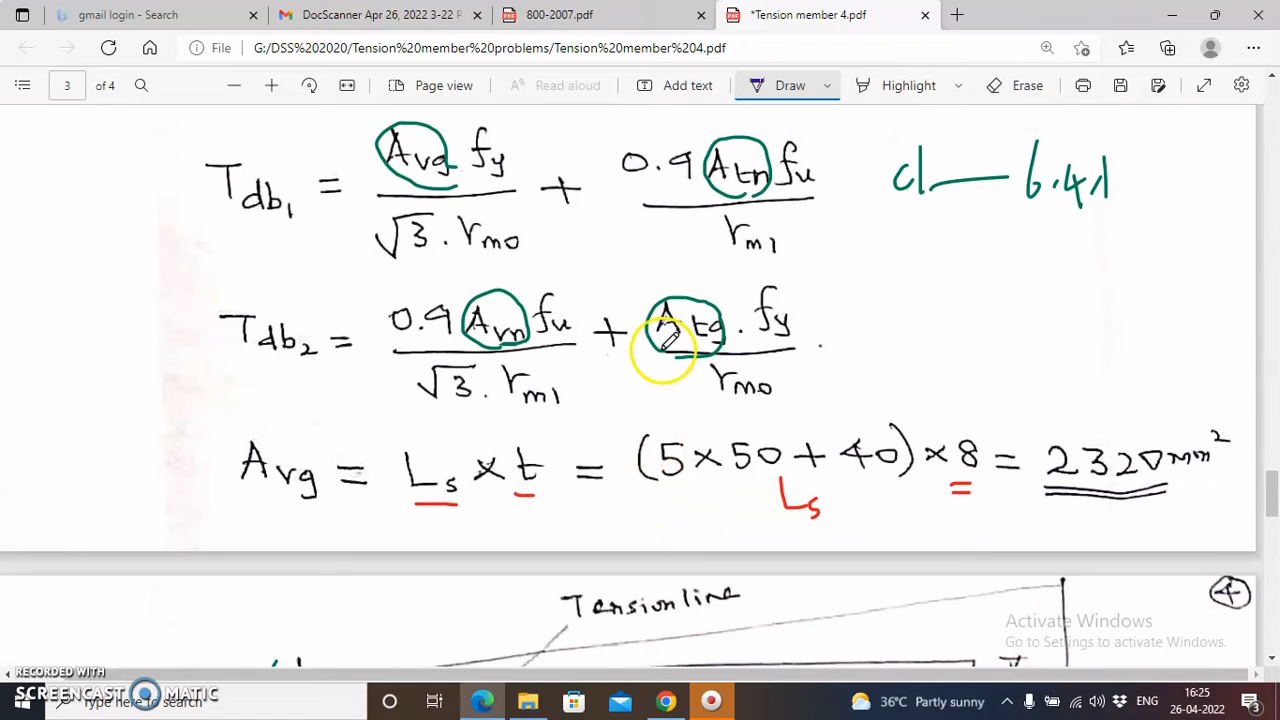 gmail login - Search
DocScanner Apr 26, 2022 3-22 P
800-2007.pdf
*Tension member 4.pdf
File
G:/DSS%202020/Tension%20member%20problems/Tension%20member%204.pdf
3 of 4
Page view
Read aloud
Add text
Draw
Highlight
Erase
Tdb1 = Avg fy / √3 . rm0 + 0.9 Atn fu / rm1
cl — 6.4.1
Tdb2 = 0.9 Avn fu / √3 . rm1 + Atg . fy / rm0 .
Avg = Ls × t = (5 × 50 + 40) × 8 = 2320 mm²
Ls
Tension line
4
Activate Windows
Go to Settings to activate Windows.
RECORDED WITH
SCREENCAST MATIC
Type here to search
36°C Partly sunny
ENG
16:25
26-04-2022
3